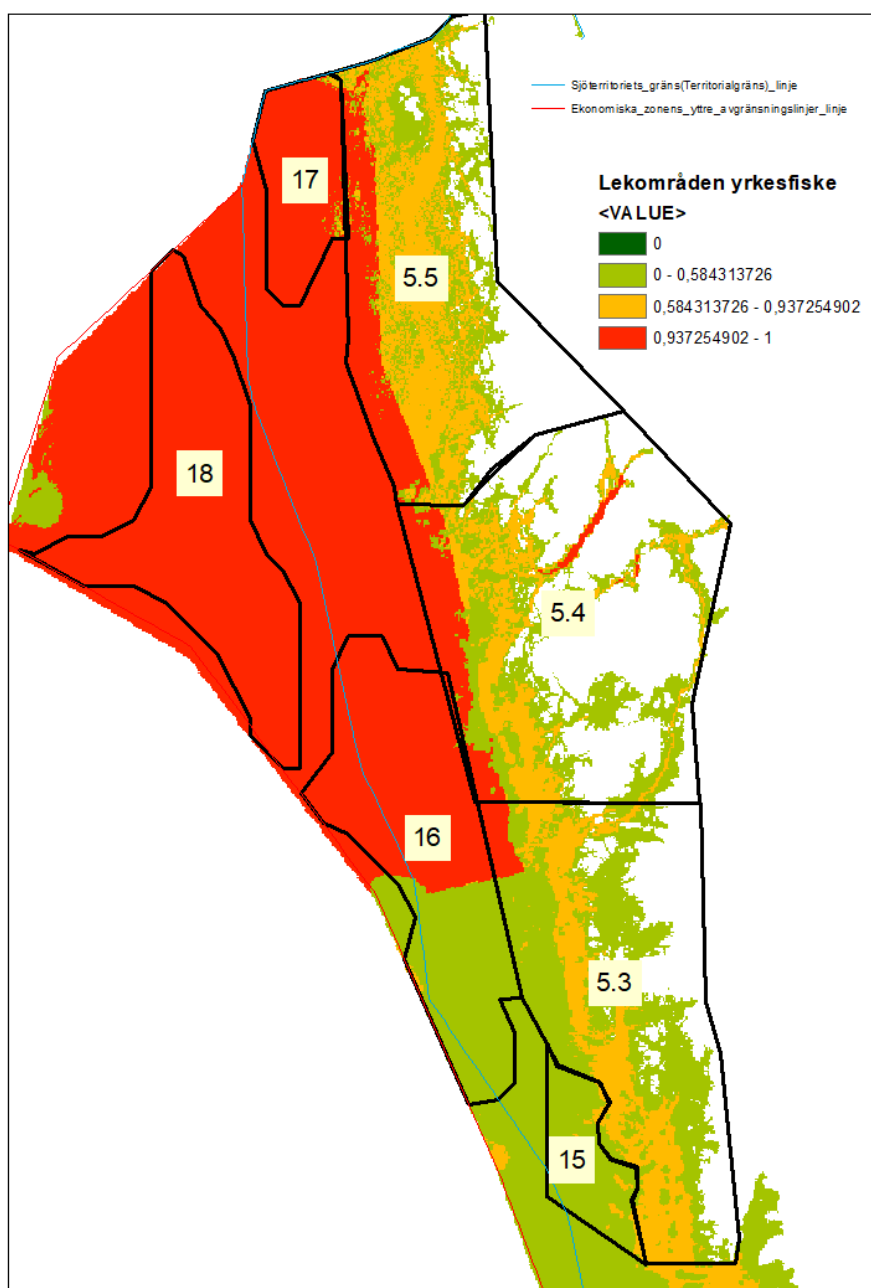 Sjöterritoriets_gräns(Territorialgräns)_linje
Ekonomiska_zonens_yttre_avgränsningslinjer_linje
Lekområden yrkesfiske
<VALUE>
0
0 - 0,584313726
0,584313726 - 0,937254902
0,937254902 - 1
17
5.5
18
5.4
16
5.3
15